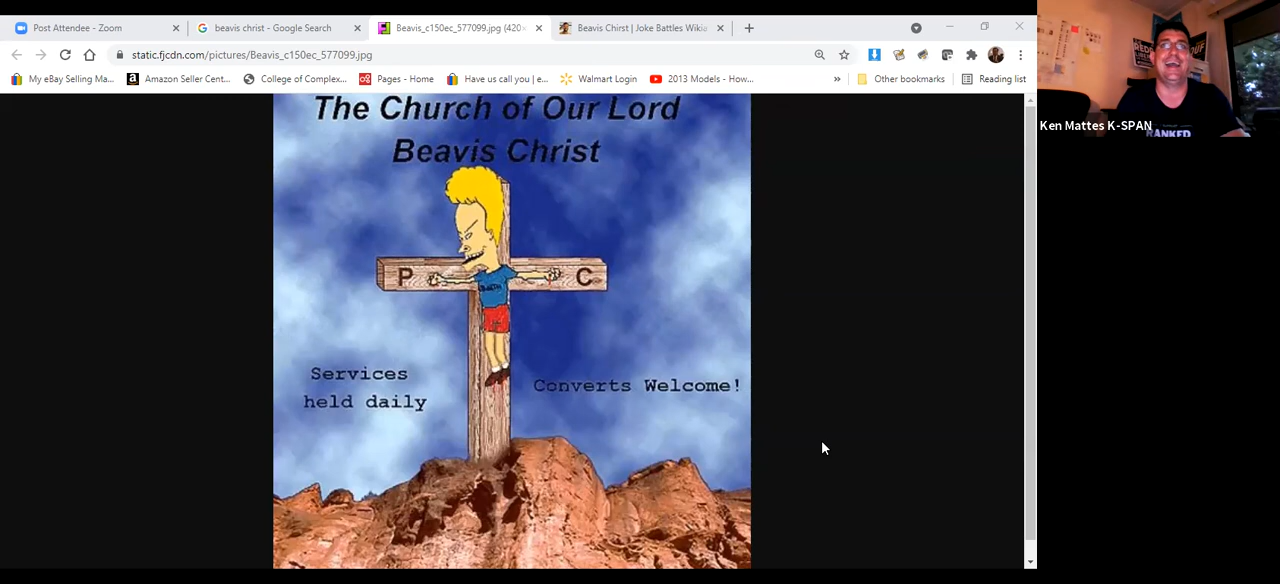 Post Attendee - Zoom
beavis christ - Google Search
Beavis_c150ec_577099.jpg (420×
Beavis Chirst | Joke Battles Wikia
static.fjcdn.com/pictures/Beavis_c150ec_577099.jpg
My eBay Selling Ma...
Amazon Seller Cent...
College of Complex...
Pages - Home
Have us call you | e...
Walmart Login
2013 Models - How...
»
Other bookmarks
Reading list
The Church of Our Lord
Beavis Christ
P C
Services
held daily
Converts Welcome!
Ken Mattes K-SPAN
RANKED